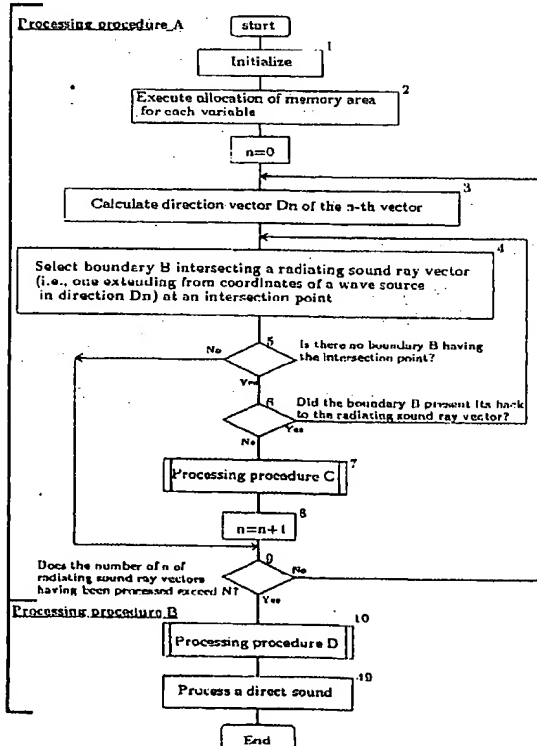 Processing procedure A
start
1
Initialize
2
Execute allocation of memory area
for each variable
n=0
3
Calculate direction vector Dn of the n-th vector
4
Select boundary B intersecting a radiating sound ray vector
(i.e., one extending from coordinates of a wave source
in direction Dn) at an intersection point
5
Is there no boundary B having
the intersection point?
No
Yes
6
Did the boundary B present its back
to the radiating sound ray vector?
Yes
No
7
Processing procedure C
8
n=n+1
9
Does the number of n of
radiating sound ray vectors
having been processed exceed N?
No
Yes
Processing procedure B
10
Processing procedure D
19
Process a direct sound
End